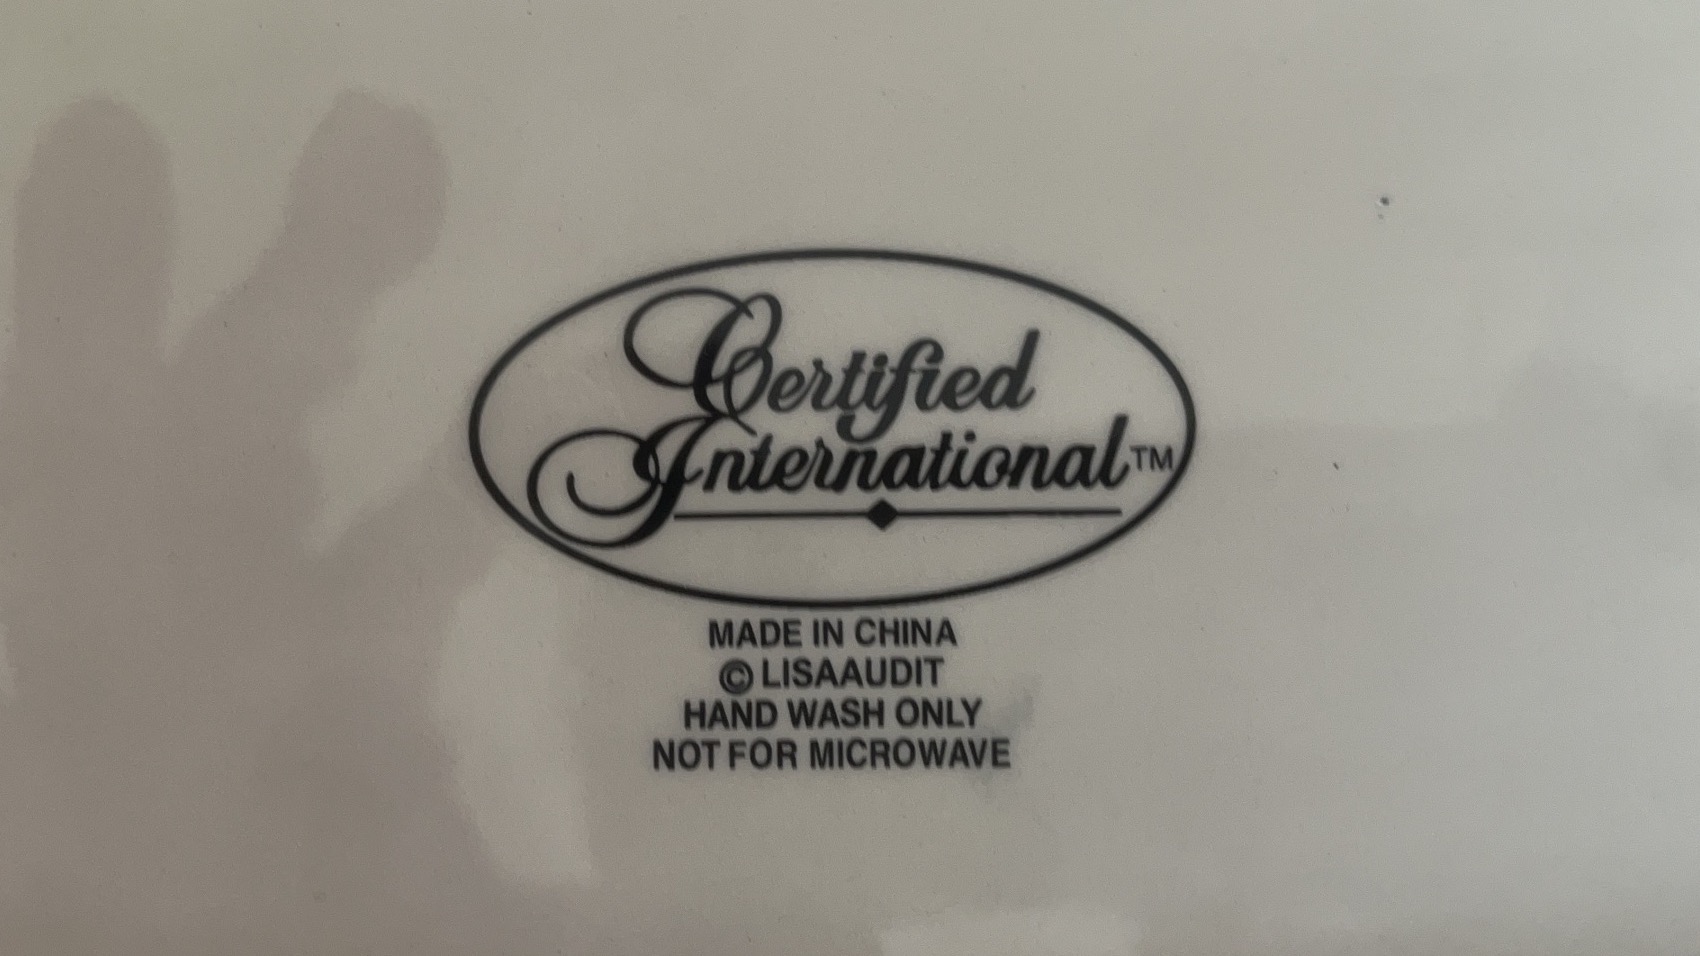 Certified
International™
MADE IN CHINA
© LISAAUDIT
HAND WASH ONLY
NOT FOR MICROWAVE